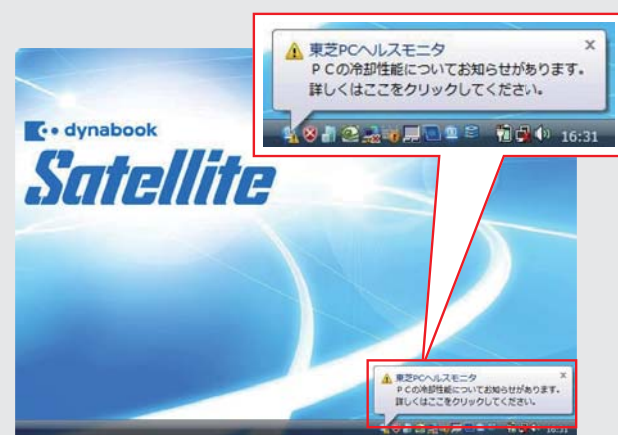 東芝PCヘルスモニタ
PCの冷却性能についてお知らせがあります。
詳しくはここをクリックしてください。
16:31
dynabook
Satellite
東芝PCヘルスモニタ
PCの冷却性能についてお知らせがあります。
詳しくはここをクリックしてください。
16:31